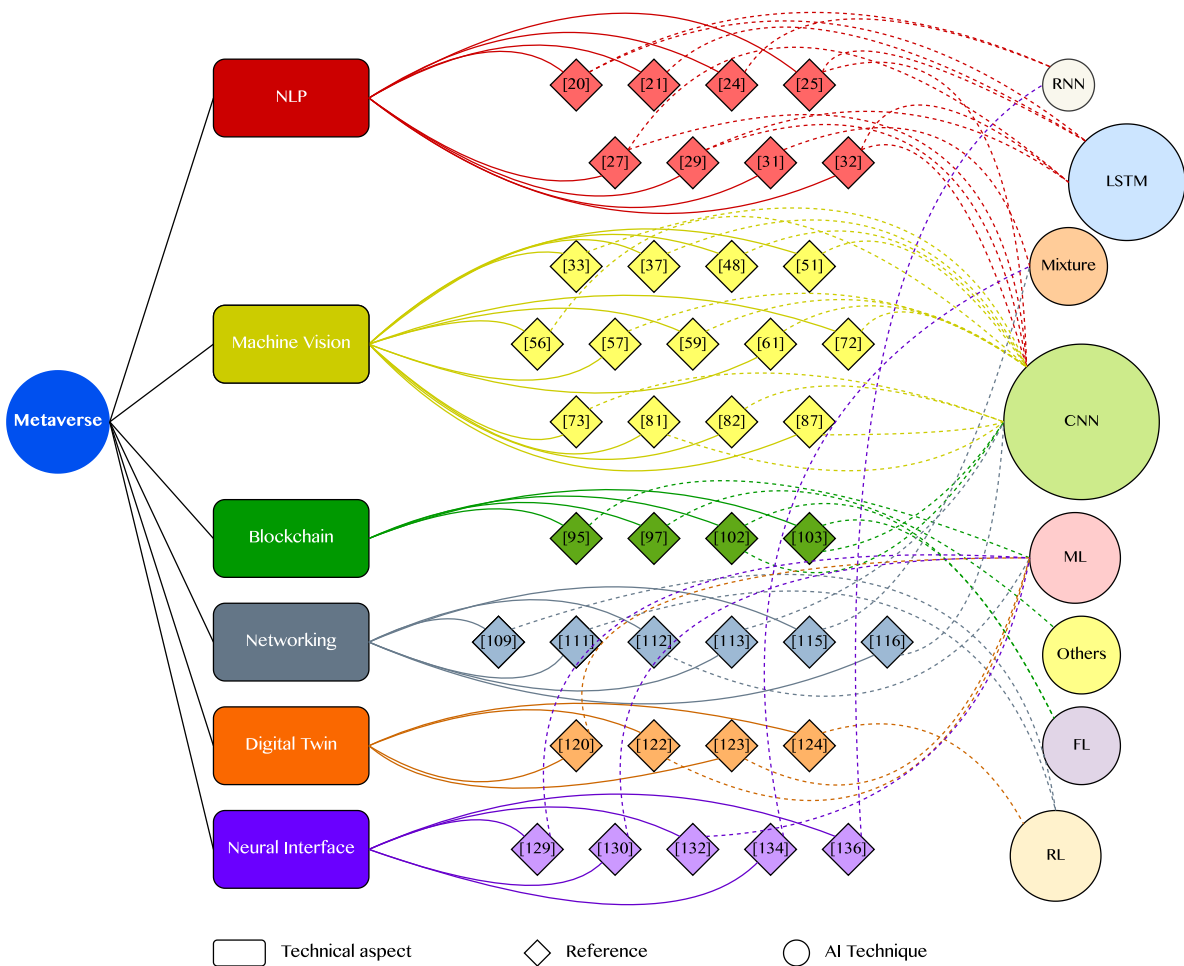 NLP
[20] [21] [24] [25]
RNN
[27] [29] [31] [32]
LSTM
[33] [37] [48] [51]
Mixture
Machine Vision
[56] [57] [59] [61] [72]
Metaverse
[73] [81] [82] [87]
CNN
Blockchain
[95] [97] [102] [103]
ML
Networking
[109] [111] [112] [113] [115] [116]
Others
Digital Twin
[120] [122] [123] [124]
FL
Neural Interface
[129] [130] [132] [134] [136]
RL
Technical aspect
Reference
AI Technique